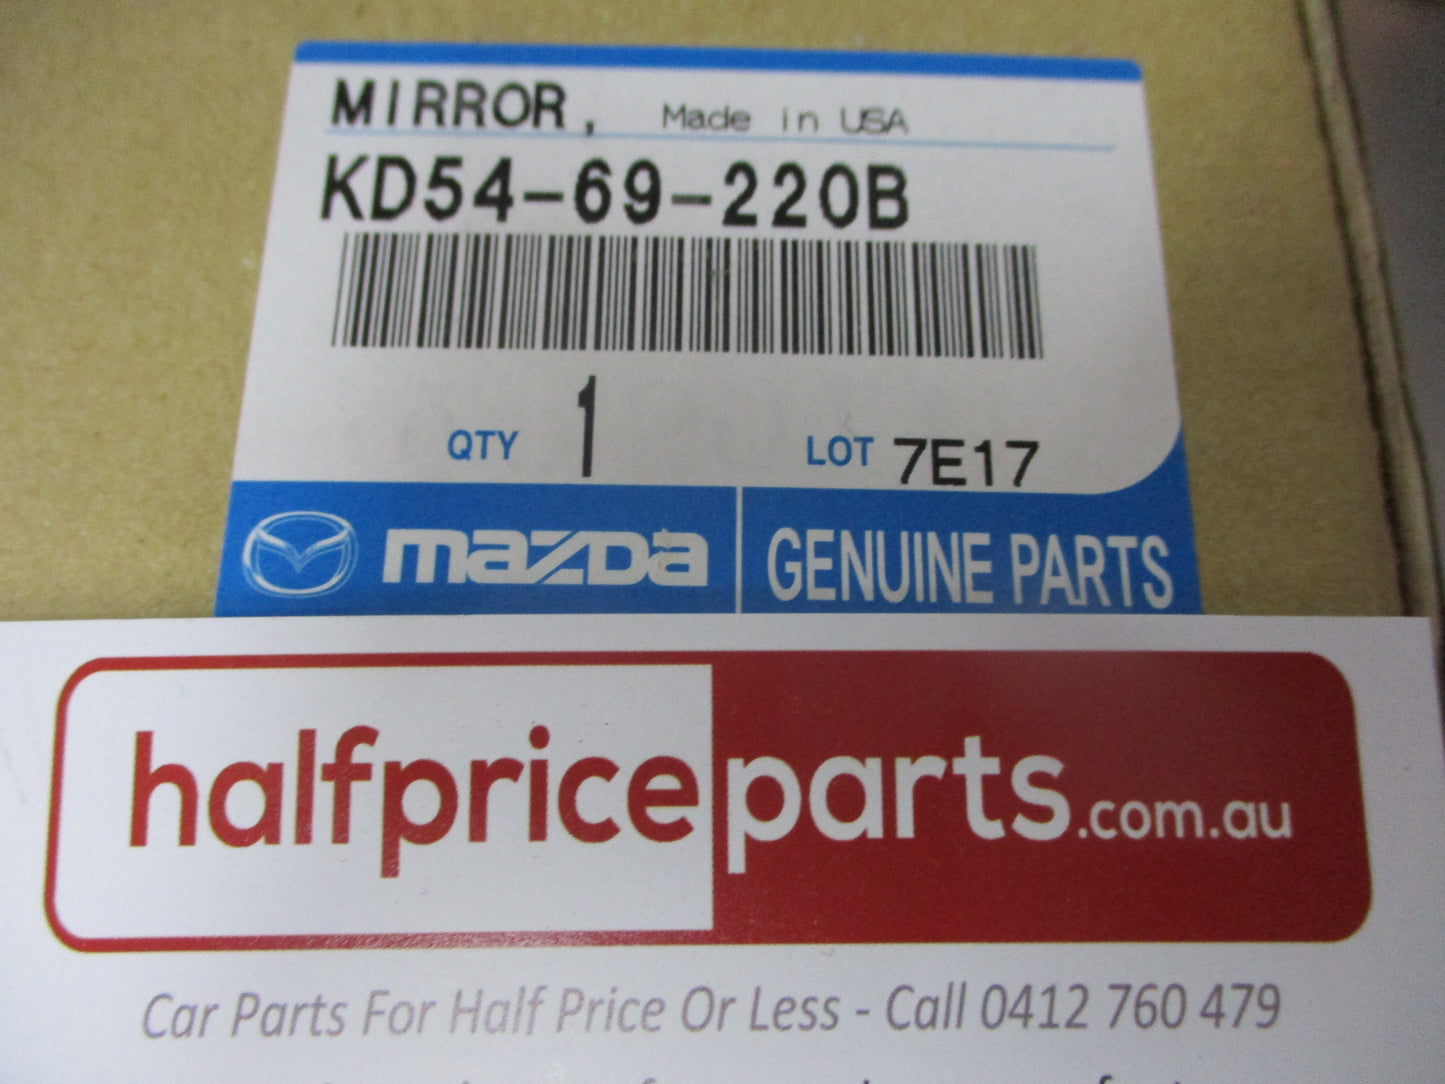 MIRROR, Made in USA
KD54-69-220B
QTY 1 LOT 7E17
mazda GENUINE PARTS
halfpriceparts.com.au
Car Parts For Half Price Or Less - Call 0412 760 479